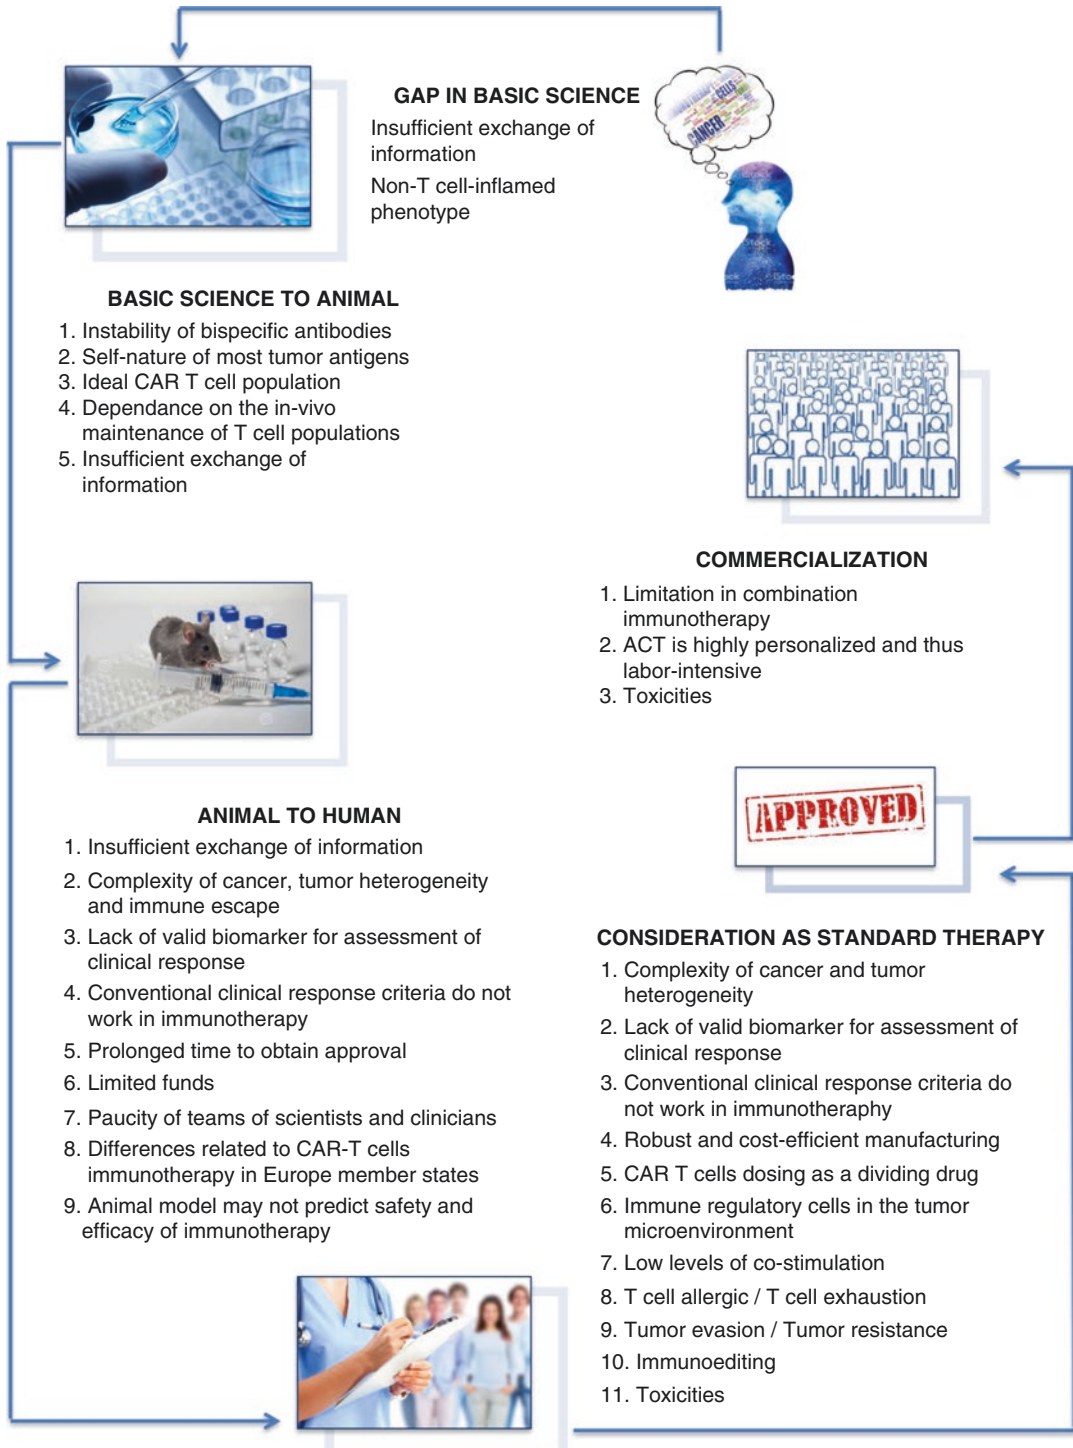 GAP IN BASIC SCIENCE
Insufficient exchange of
information
Non-T cell-inflamed
phenotype
CELLS
CANCER
BASIC SCIENCE TO ANIMAL
1. Instability of bispecific antibodies
2. Self-nature of most tumor antigens
3. Ideal CAR T cell population
4. Dependance on the in-vivo
maintenance of T cell populations
5. Insufficient exchange of
information
COMMERCIALIZATION
1. Limitation in combination
immunotherapy
2. ACT is highly personalized and thus
labor-intensive
3. Toxicities
ANIMAL TO HUMAN
1. Insufficient exchange of information
2. Complexity of cancer, tumor heterogeneity
and immune escape
3. Lack of valid biomarker for assessment of
clinical response
4. Conventional clinical response criteria do not
work in immunotherapy
5. Prolonged time to obtain approval
6. Limited funds
7. Paucity of teams of scientists and clinicians
8. Differences related to CAR-T cells
immunotherapy in Europe member states
9. Animal model may not predict safety and
efficacy of immunotherapy
APPROVED
CONSIDERATION AS STANDARD THERAPY
1. Complexity of cancer and tumor
heterogeneity
2. Lack of valid biomarker for assessment of
clinical response
3. Conventional clinical response criteria do
not work in immunotheraphy
4. Robust and cost-efficient manufacturing
5. CAR T cells dosing as a dividing drug
6. Immune regulatory cells in the tumor
microenvironment
7. Low levels of co-stimulation
8. T cell allergic / T cell exhaustion
9. Tumor evasion / Tumor resistance
10. Immunoediting
11. Toxicities